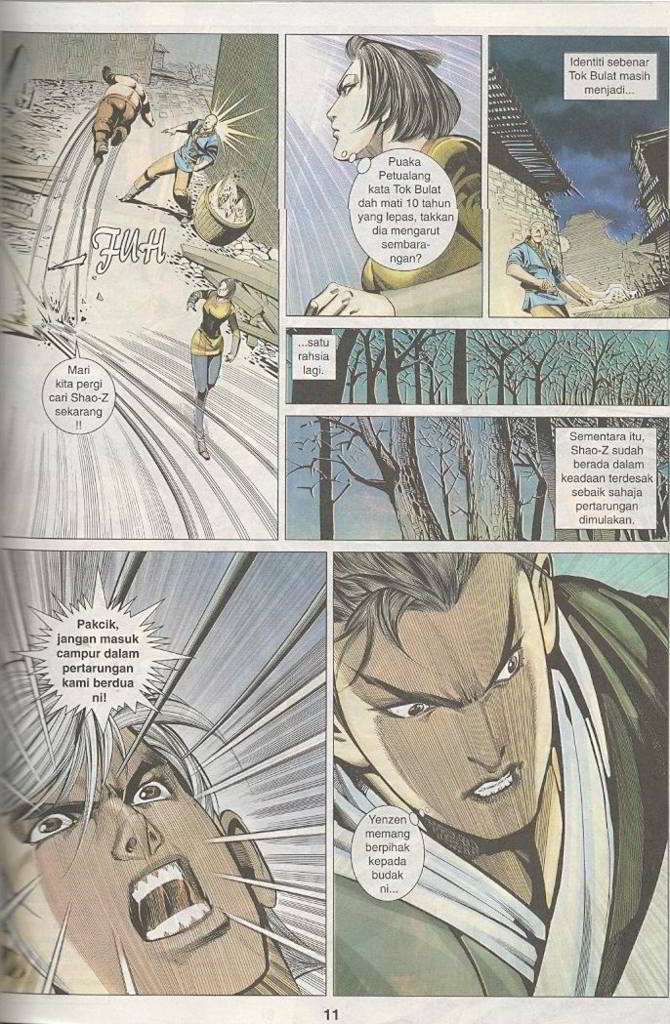 FUH
Mari
kita pergi
cari Shao-Z
sekarang
!!
Puaka
Petualang
kata Tok Bulat
dah mati 10 tahun
yang lepas, takkan
dia mengarut
sembara-
ngan?
Identiti sebenar
Tok Bulat masih
menjadi...
...satu
rahsia
lagi.
Sementara itu,
Shao-Z sudah
berada dalam
keadaan terdesak
sebaik sahaja
pertarungan
dimulakan.
Pakcik,
jangan masuk
campur dalam
pertarungan
kami berdua
ni!
Yenzen
memang
berpihak
kepada
budak
ni...
11